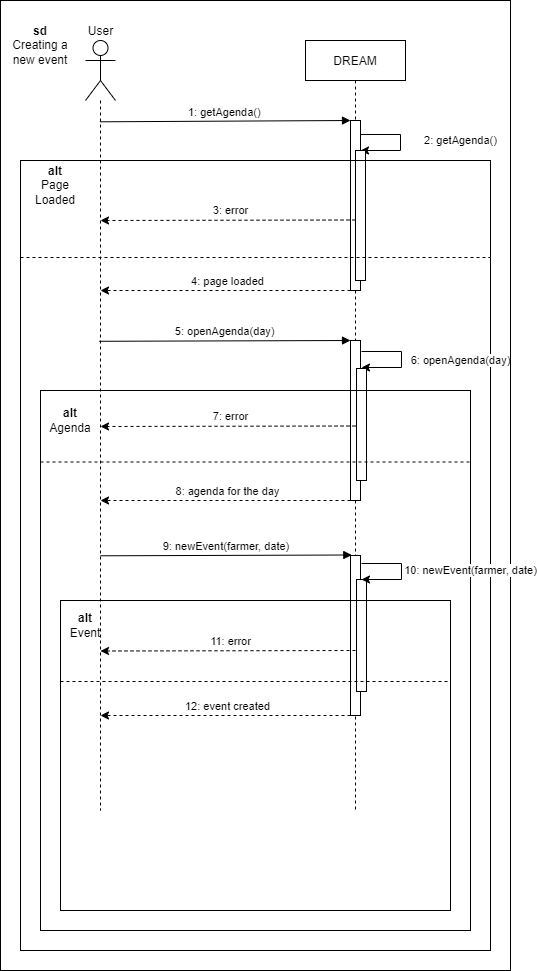 sd
Creating a
new event
User
DREAM
1: getAgenda()
2: getAgenda()
alt
Page
Loaded
3: error
4: page loaded
5: openAgenda(day)
6: openAgenda(day)
alt
Agenda
7: error
8: agenda for the day
9: newEvent(farmer, date)
10: newEvent(farmer, date)
alt
Event
11: error
12: event created